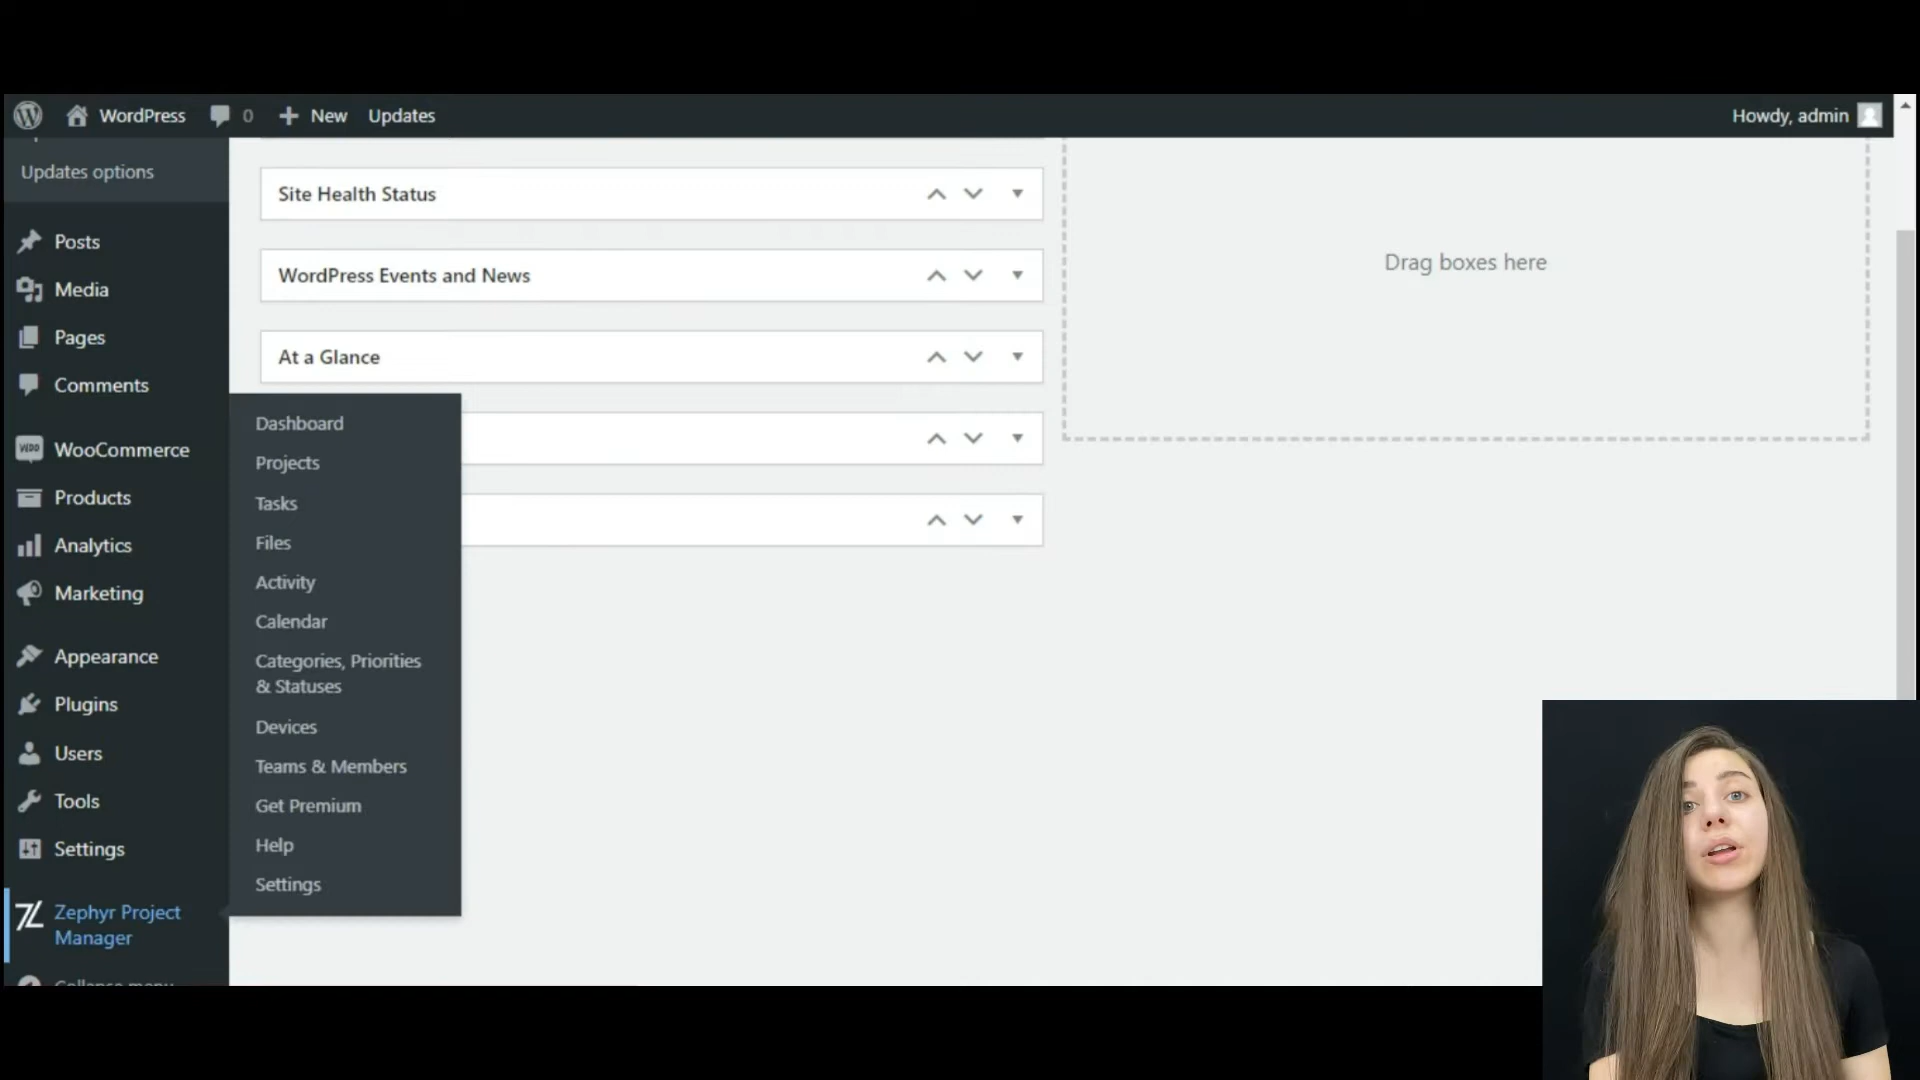 WordPress
0
New
Updates
Howdy, admin
Updates options
Posts
Media
Pages
Comments
WooCommerce
Products
Analytics
Marketing
Appearance
Plugins
Users
Tools
Settings
Zephyr Project
Manager
Collapse menu
Dashboard
Projects
Tasks
Files
Activity
Calendar
Categories, Priorities
& Statuses
Devices
Teams & Members
Get Premium
Help
Settings
Site Health Status
WordPress Events and News
At a Glance
Drag boxes here